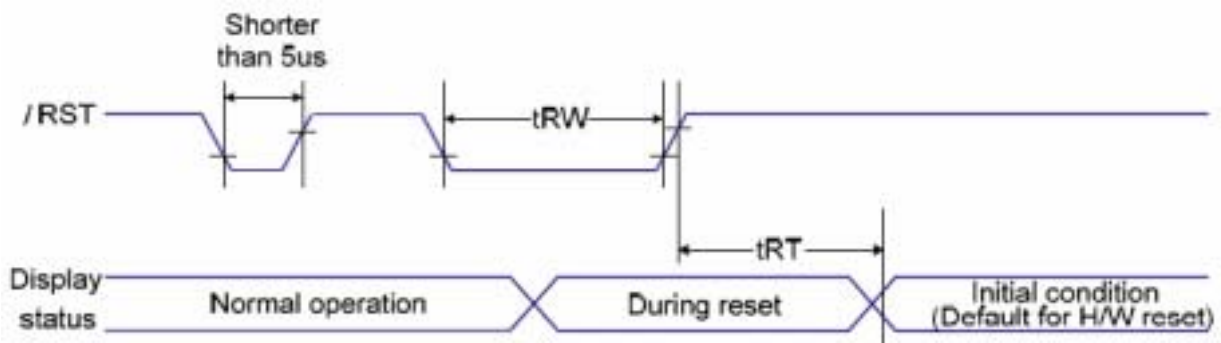 Shorter
than 5us
/ RST
tRW
tRT
Display
status
Normal operation
During reset
Initial condition
(Default for H/W reset)